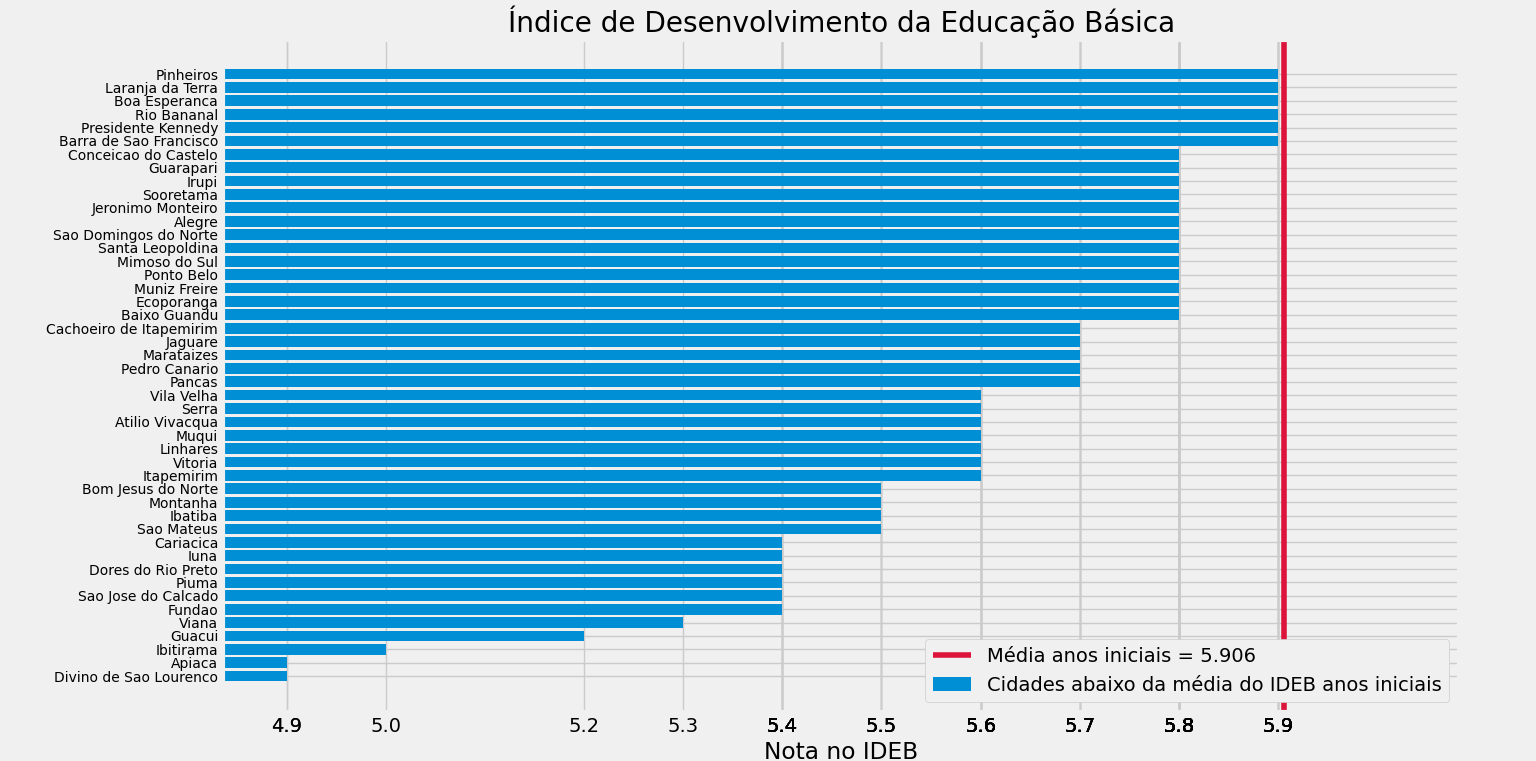 Índice de Desenvolvimento da Educação Básica
Pinheiros
Laranja da Terra
Boa Esperanca
Rio Bananal
Presidente Kennedy
Barra de Sao Francisco
Conceicao do Castelo
Guarapari
Irupi
Sooretama
Jeronimo Monteiro
Alegre
Sao Domingos do Norte
Santa Leopoldina
Mimoso do Sul
Ponto Belo
Muniz Freire
Ecoporanga
Baixo Guandu
Cachoeiro de Itapemirim
Jaguare
Marataizes
Pedro Canario
Pancas
Vila Velha
Serra
Atilio Vivacqua
Muqui
Linhares
Vitoria
Itapemirim
Bom Jesus do Norte
Montanha
Ibatiba
Sao Mateus
Cariacica
Iuna
Dores do Rio Preto
Piuma
Sao Jose do Calcado
Fundao
Viana
Guacui
Ibitirama
Apiaca
Divino de Sao Lourenco
Média anos iniciais = 5.906
Cidades abaixo da média do IDEB anos iniciais
4.9 5.0 5.2 5.3 5.4 5.5 5.6 5.7 5.8 5.9
Nota no IDEB